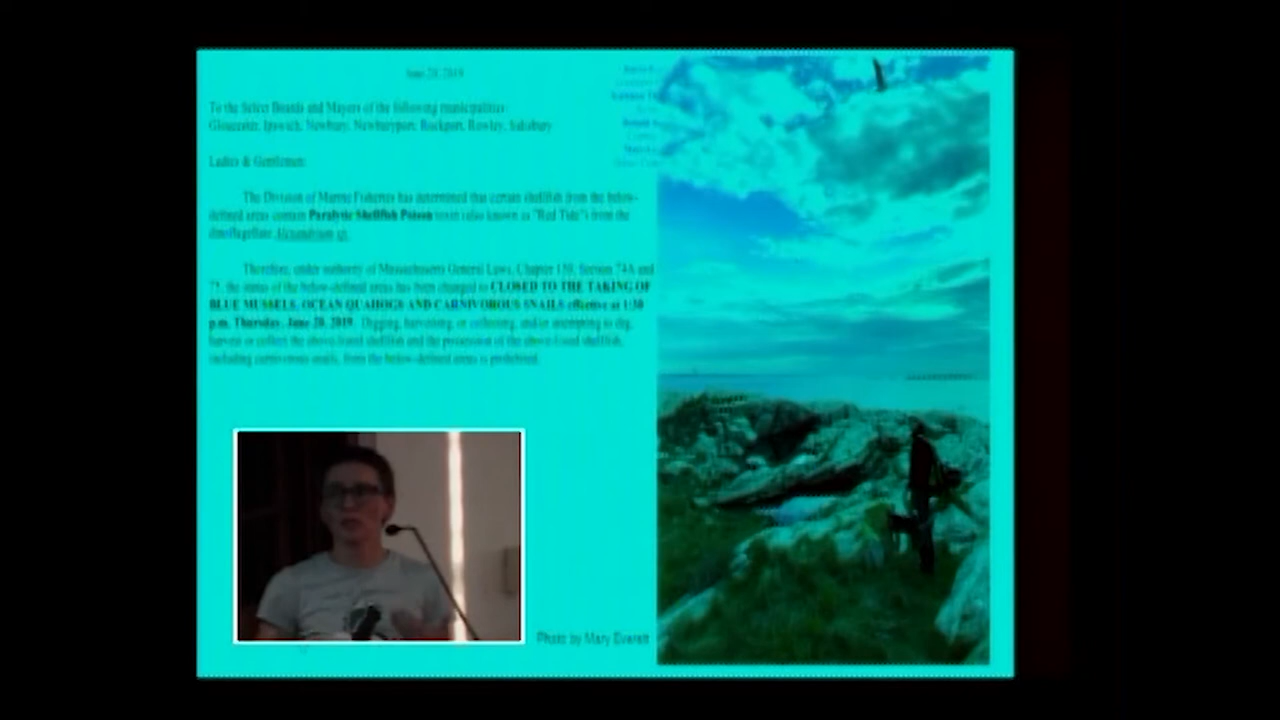 June 20, 2019
To the Select Boards and Mayors of the following municipalities:
Gloucester, Ipswich, Newbury, Newburyport, Rockport, Rowley, Salisbury
Ladies & Gentlemen:
The Division of Marine Fisheries has determined that certain shellfish from the below-
defined areas contain Paralytic Shellfish Poison toxin (also known as "Red Tide") from the
dinoflagellate Alexandrium sp.
Therefore, under authority of Massachusetts General Laws, Chapter 130, Section 74A and
75, the status of the below-defined areas has been changed to CLOSED TO THE TAKING OF
BLUE MUSSELS, OCEAN QUAHOGS AND CARNIVOROUS SNAILS effective at 1:30
p.m. Thursday, June 20, 2019. Digging, harvesting, or collecting, and/or attempting to dig,
harvest or collect the above-listed shellfish and the possession of the above-listed shellfish,
including carnivorous snails, from the below-defined areas is prohibited.
Photo by Mary Everett